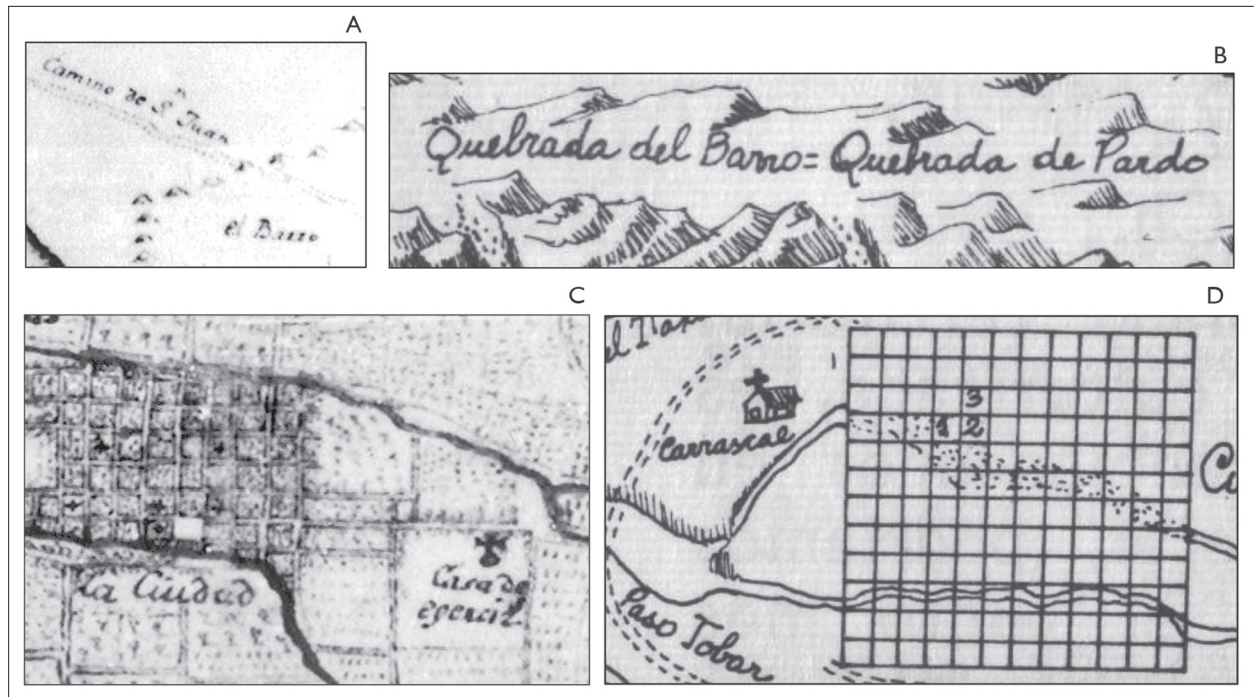 A
Camino de S. Juan
el Barro
B
Quebrada del Barro = Quebrada de Pardo
C
La Ciudad
Casa de
egercit.
D
Carrascal
3
1 2
Paso Tobar